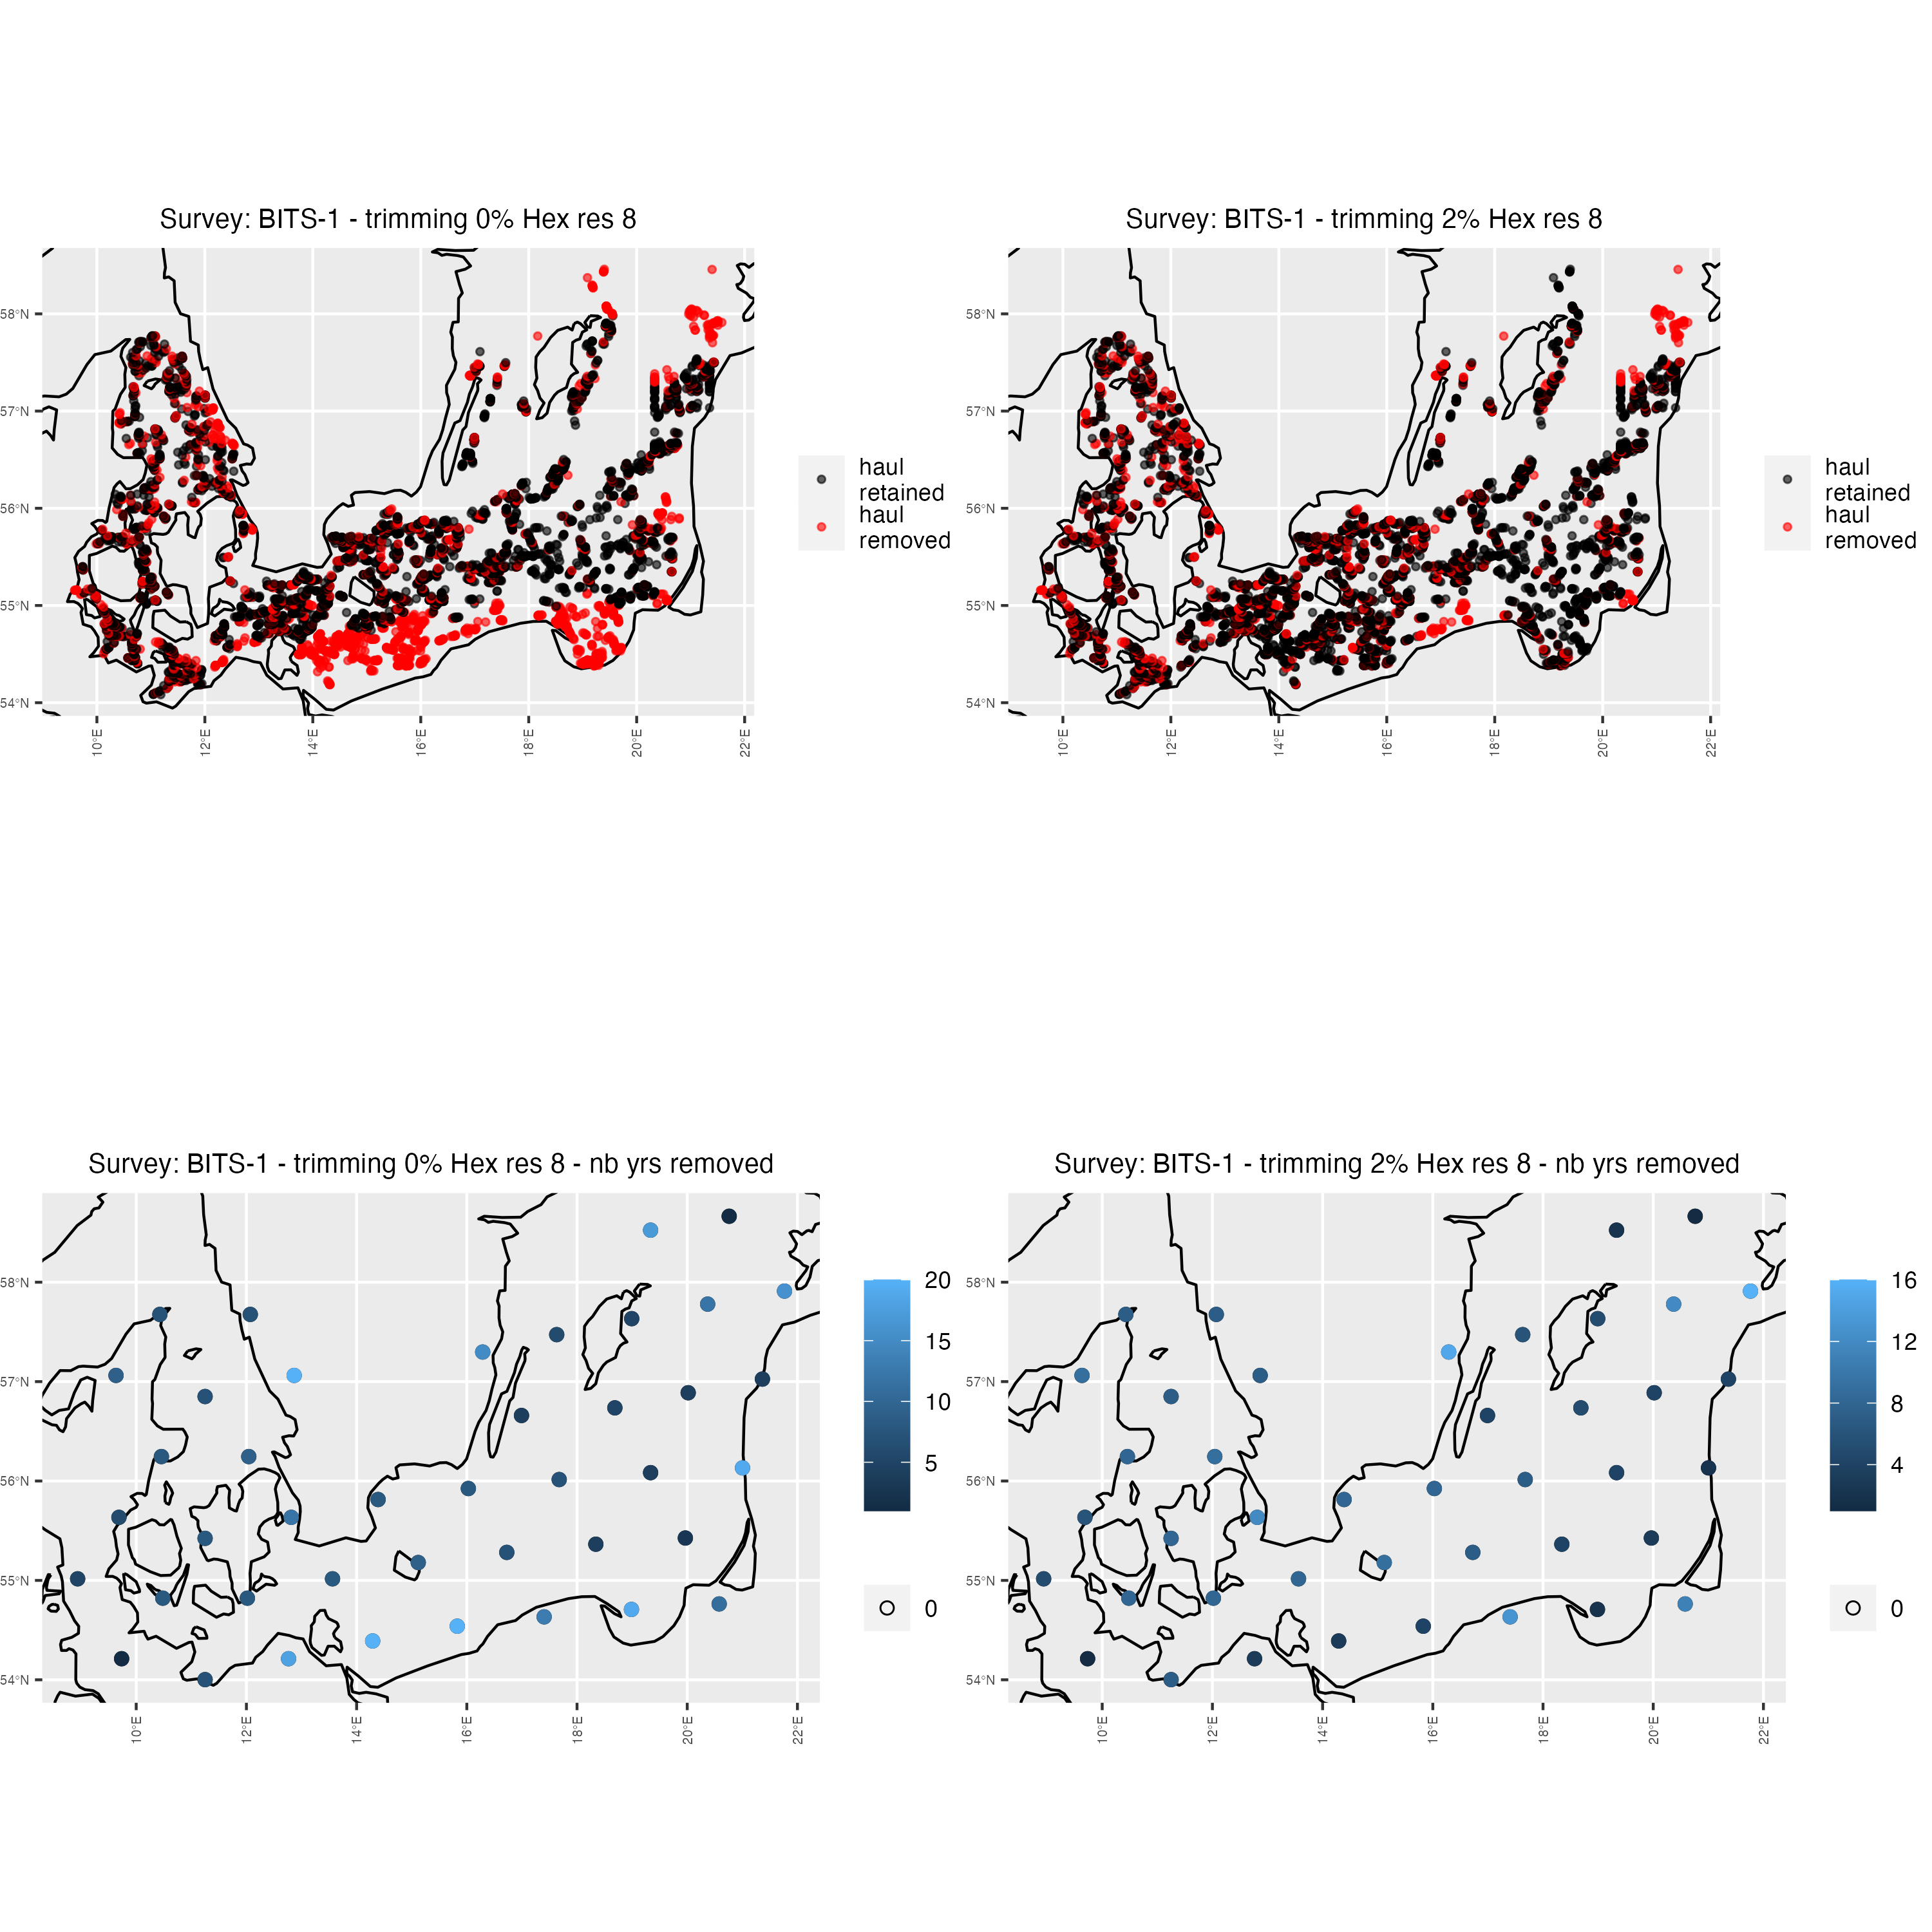 Survey: BITS-1 - trimming 0% Hex res 8
58°N
57°N
56°N
55°N
54°N
10°E
12°E
14°E
16°E
18°E
20°E
22°E
haul
retained
haul
removed
Survey: BITS-1 - trimming 2% Hex res 8
58°N
57°N
56°N
55°N
54°N
10°E
12°E
14°E
16°E
18°E
20°E
22°E
haul
retained
haul
removed
Survey: BITS-1 - trimming 0% Hex res 8 - nb yrs removed
58°N
57°N
56°N
55°N
54°N
10°E
12°E
14°E
16°E
18°E
20°E
22°E
20
15
10
5
0
Survey: BITS-1 - trimming 2% Hex res 8 - nb yrs removed
58°N
57°N
56°N
55°N
54°N
10°E
12°E
14°E
16°E
18°E
20°E
22°E
16
12
8
4
0